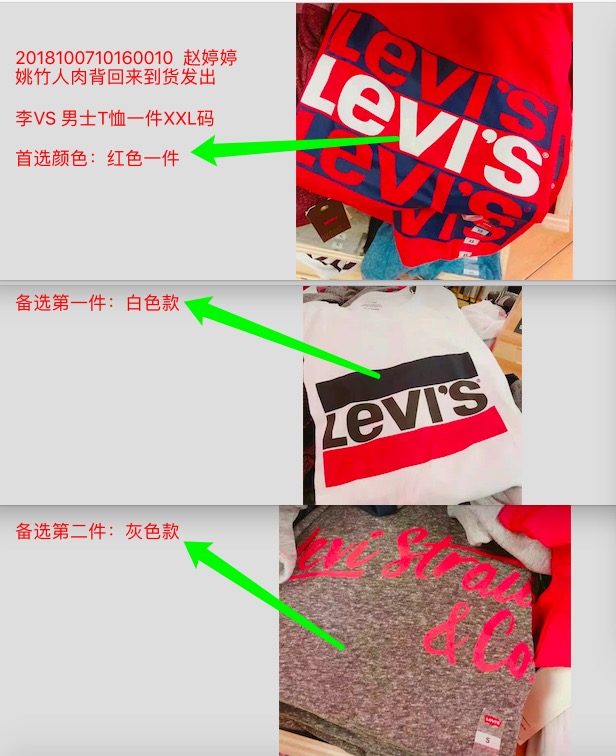 2018100710160010 赵婷婷
姚竹人肉背回来到货发出
李VS 男士T恤一件XXL码
首选颜色：红色一件
LEVI'S
LEVI'S®
LEVI'S
备选第一件：白色款
LEVI'S
备选第二件：灰色款
Levi Strauss
& Co.
Levi's
S